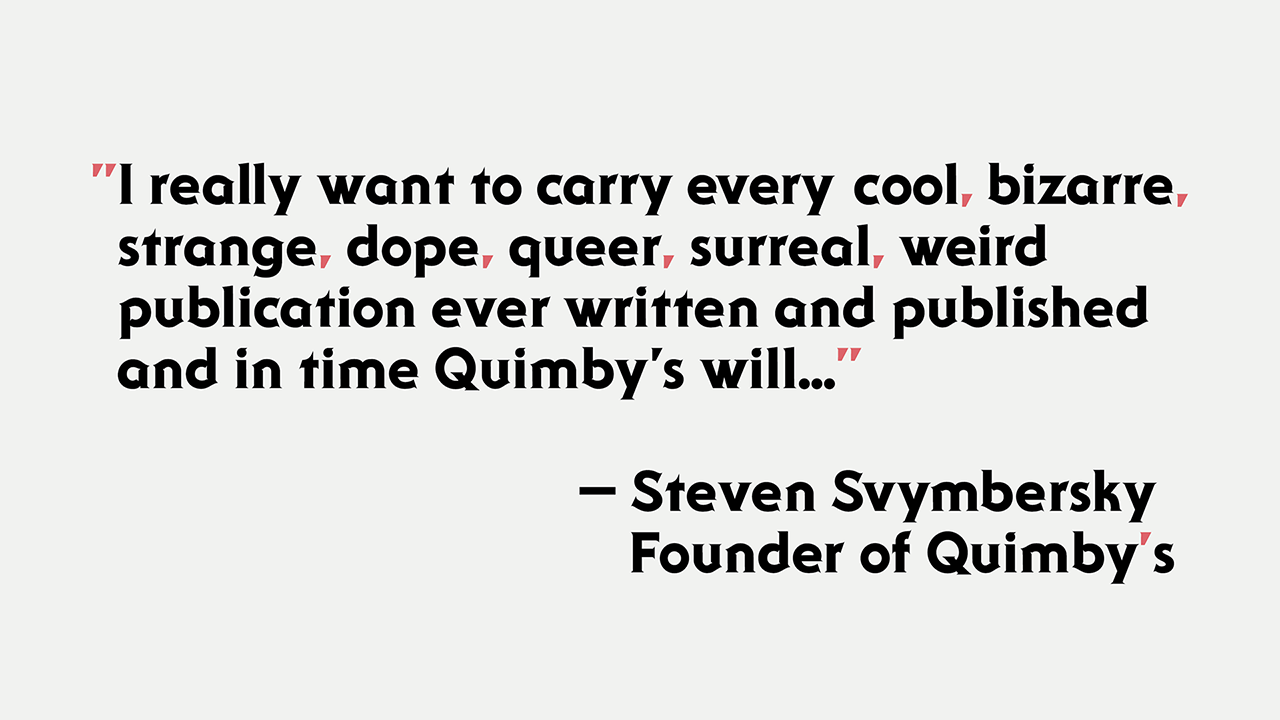 "I really want to carry every cool, bizarre,
strange, dope, queer, surreal, weird
publication ever written and published
and in time Quimby's will..."
— Steven Svymbersky
Founder of Quimby's